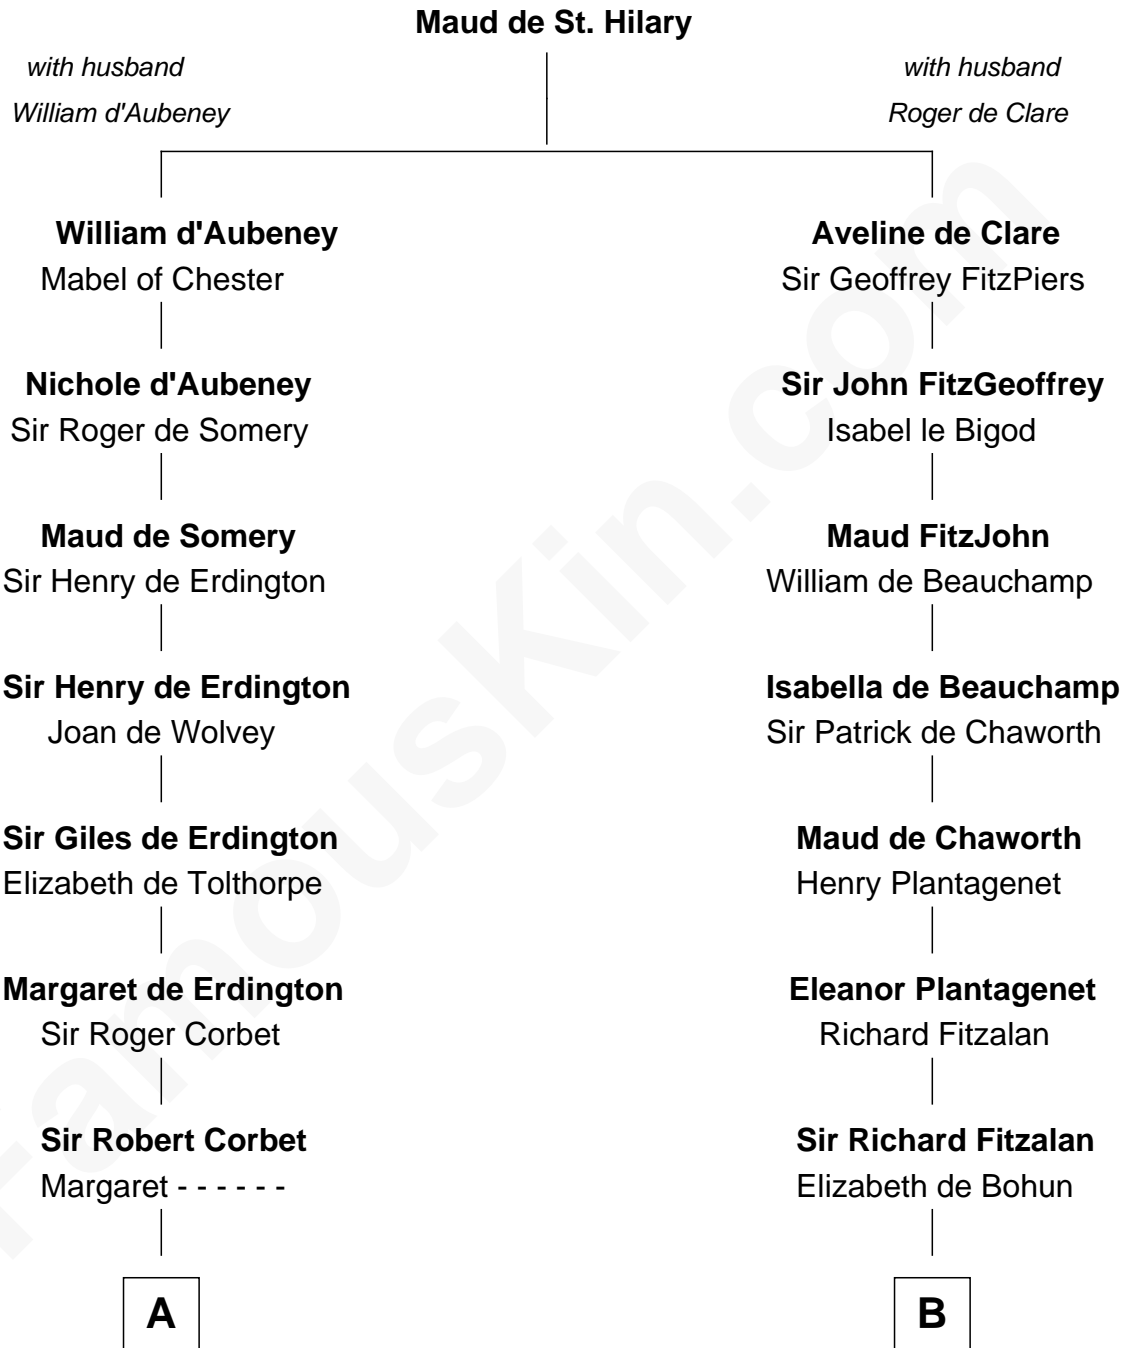 Maud de St. Hilary
with husband
William d'Aubeney
with husband
Roger de Clare
William d'Aubeney
Mabel of Chester
Nichole d'Aubeney
Sir Roger de Somery
Maud de Somery
Sir Henry de Erdington
Sir Henry de Erdington
Joan de Wolvey
Sir Giles de Erdington
Elizabeth de Tolthorpe
Margaret de Erdington
Sir Roger Corbet
Sir Robert Corbet
Margaret - - - - - -
A
Aveline de Clare
Sir Geoffrey FitzPiers
Sir John FitzGeoffrey
Isabel le Bigod
Maud FitzJohn
William de Beauchamp
Isabella de Beauchamp
Sir Patrick de Chaworth
Maud de Chaworth
Henry Plantagenet
Eleanor Plantagenet
Richard Fitzalan
Sir Richard Fitzalan
Elizabeth de Bohun
B
FamousKin.com